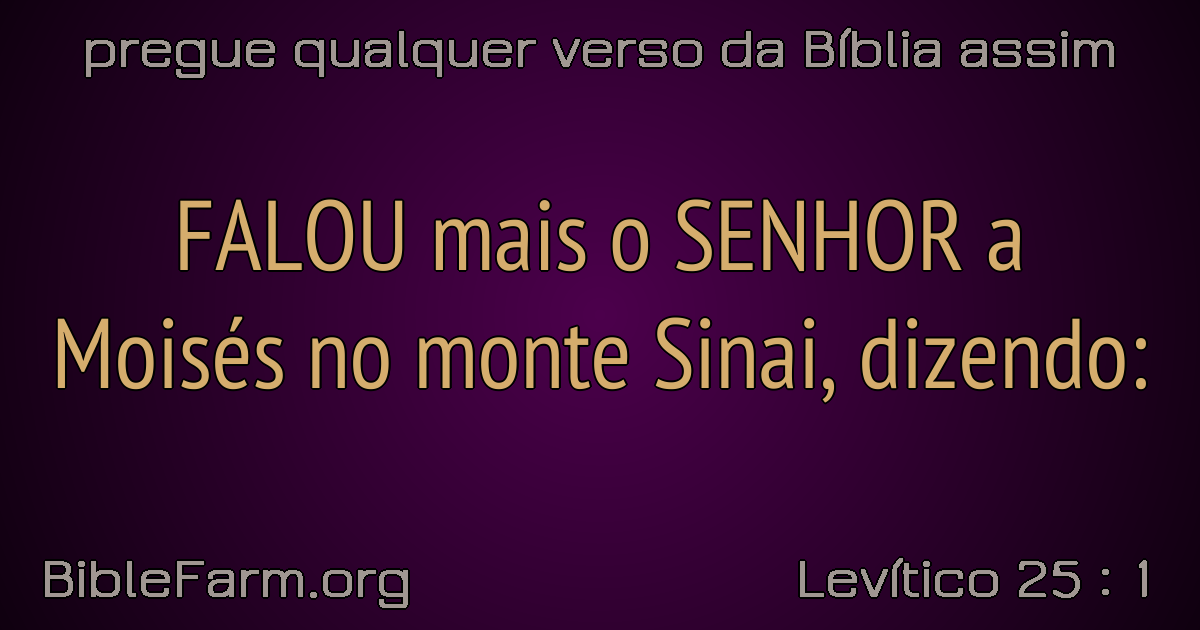 pregue qualquer verso da Bíblia assim
FALOU mais o SENHOR a
Moisés no monte Sinai, dizendo:
BibleFarm.org
Levítico 25 : 1